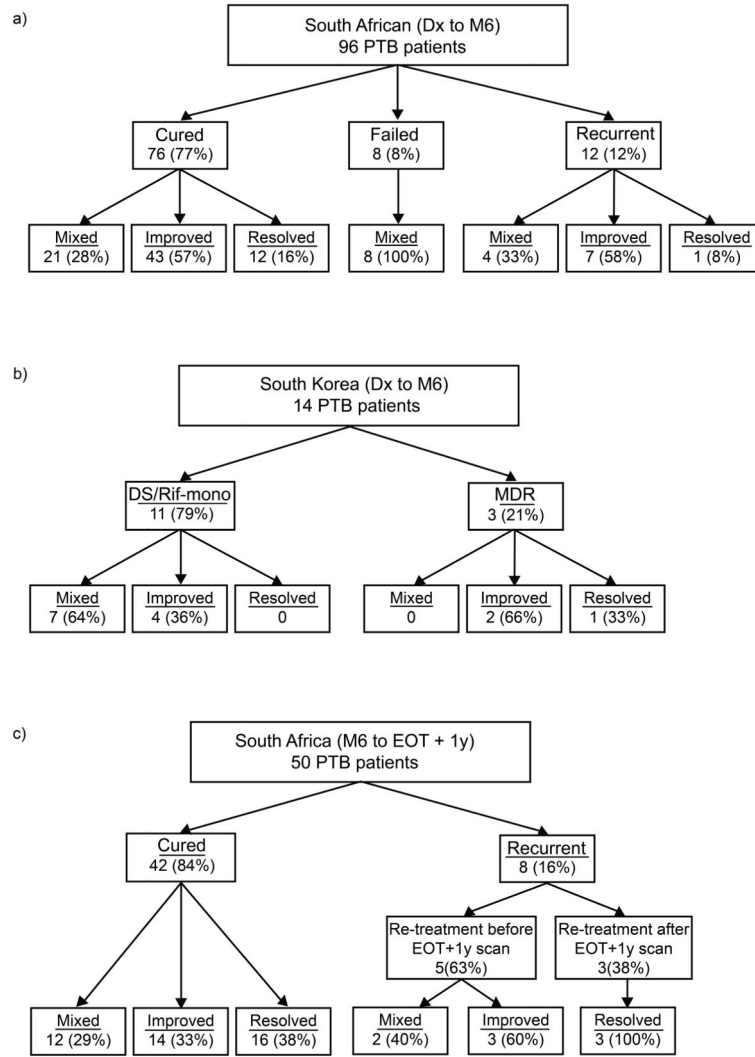 a)
South African (Dx to M6)
96 PTB patients
Cured
76 (77%)
Failed
8 (8%)
Recurrent
12 (12%)
Mixed
21 (28%)
Improved
43 (57%)
Resolved
12 (16%)
Mixed
8 (100%)
Mixed
4 (33%)
Improved
7 (58%)
Resolved
1 (8%)
b)
South Korea (Dx to M6)
14 PTB patients
DS/Rif-mono
11 (79%)
MDR
3 (21%)
Mixed
7 (64%)
Improved
4 (36%)
Resolved
0
Mixed
0
Improved
2 (66%)
Resolved
1 (33%)
c)
South Africa (M6 to EOT + 1y)
50 PTB patients
Cured
42 (84%)
Recurrent
8 (16%)
Re-treatment before
EOT+1y scan
5(63%)
Re-treatment after
EOT+1y scan
3(38%)
Mixed
12 (29%)
Improved
14 (33%)
Resolved
16 (38%)
Mixed
2 (40%)
Improved
3 (60%)
Resolved
3 (100%)